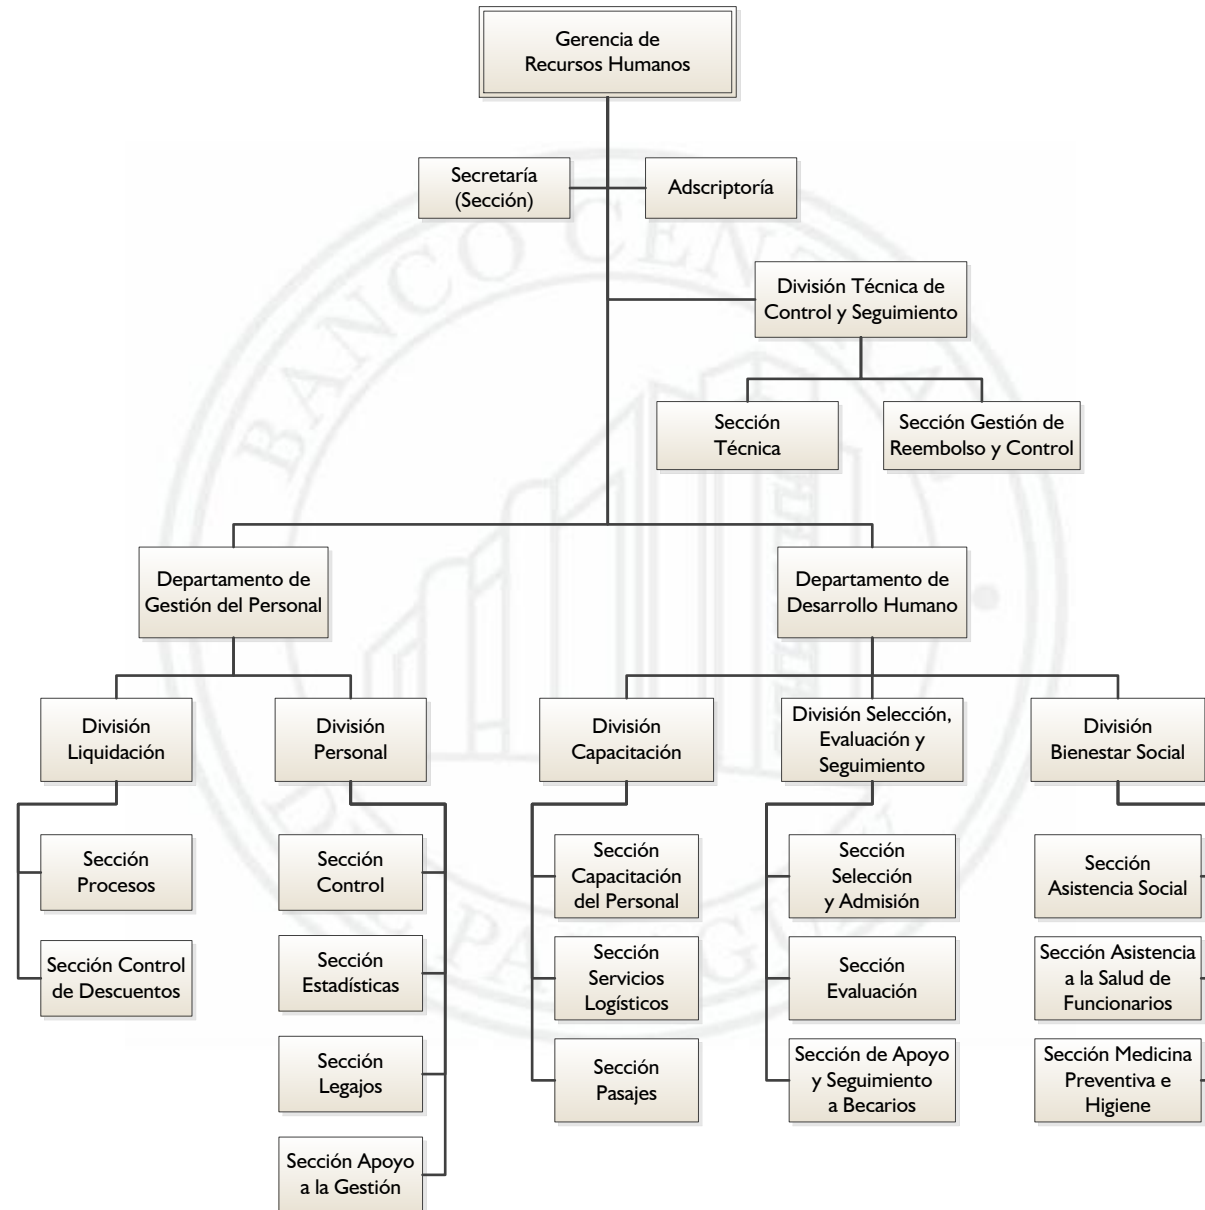 Gerencia de
Recursos Humanos
Secretaría
(Sección)
Adscriptoría
División Técnica de
Control y Seguimiento
Sección
Técnica
Sección Gestión de
Reembolso y Control
Departamento de
Gestión del Personal
Departamento de
Desarrollo Humano
División
Liquidación
División
Personal
División
Capacitación
División Selección,
Evaluación y
Seguimiento
División
Bienestar Social
Sección
Procesos
Sección Control
de Descuentos
Sección
Control
Sección
Estadísticas
Sección
Legajos
Sección Apoyo
a la Gestión
Sección
Capacitación
del Personal
Sección
Servicios
Logísticos
Sección
Pasajes
Sección
Selección
y Admisión
Sección
Evaluación
Sección de Apoyo
y Seguimiento
a Becarios
Sección
Asistencia Social
Sección Asistencia
a la Salud de
Funcionarios
Sección Medicina
Preventiva e
Higiene
BANCO CENTRAL
DEL PARAGUAY